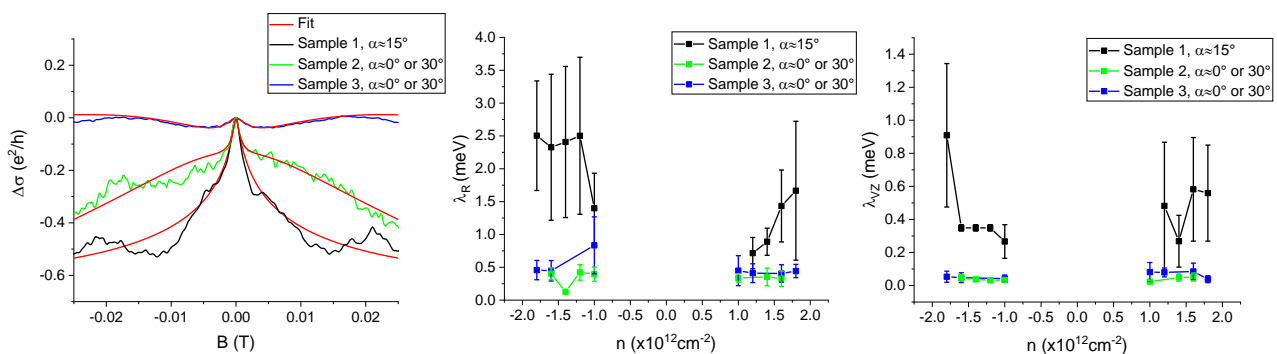 Fit
Sample 1, α≈15°
Sample 2, α≈0° or 30°
Sample 3, α≈0° or 30°
0.2
0.0
-0.2
-0.4
-0.6
Δσ (e²/h)
-0.02
-0.01
0.00
0.01
0.02
B (T)
Sample 1, α≈15°
Sample 2, α≈0° or 30°
Sample 3, α≈0° or 30°
4.0
3.5
3.0
2.5
2.0
1.5
1.0
0.5
0.0
λR (meV)
-2.0
-1.5
-1.0
-0.5
0.0
0.5
1.0
1.5
2.0
n (x10¹²cm⁻²)
Sample 1, α≈15°
Sample 2, α≈0° or 30°
Sample 3, α≈0° or 30°
1.4
1.2
1.0
0.8
0.6
0.4
0.2
0.0
λVZ (meV)
-2.0
-1.5
-1.0
-0.5
0.0
0.5
1.0
1.5
2.0
n (x10¹²cm⁻²)